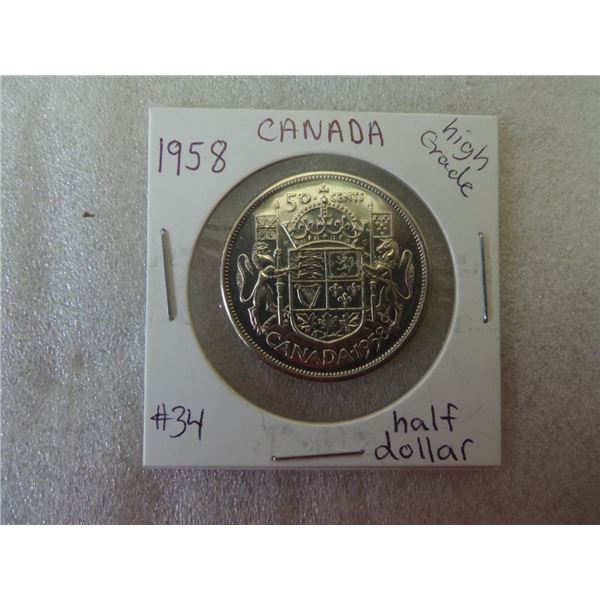 1958
CANADA
high
Grade
50 CENTS
CANADA 1958
#34
half
dollar